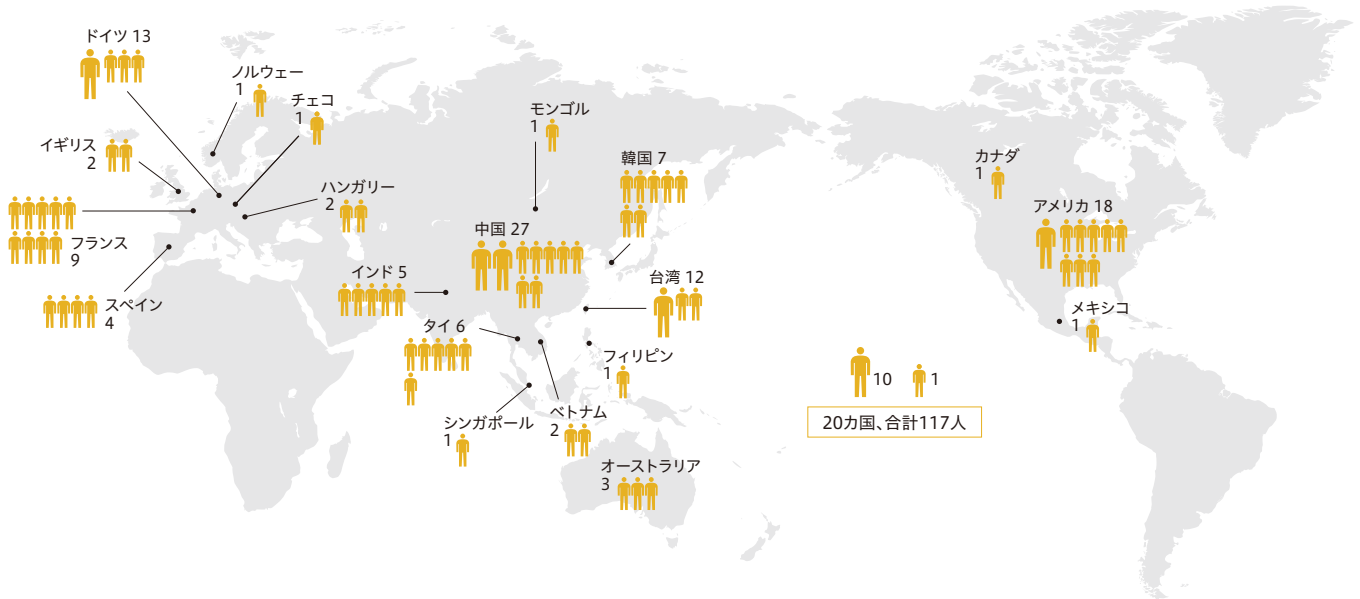 ドイツ 13
ノルウェー
1
チェコ
1
イギリス
2
ハンガリー
2
フランス
9
スペイン
4
モンゴル
1
韓国 7
中国 27
インド 5
台湾 12
タイ 6
フィリピン
1
シンガポール
1
ベトナム
2
オーストラリア
3
カナダ
1
アメリカ 18
メキシコ
1
10
1
20カ国、合計117人